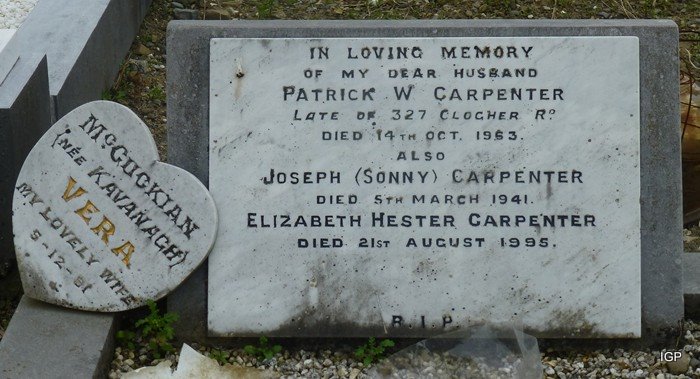 IN LOVING MEMORY
OF MY DEAR HUSBAND
PATRICK W CARPENTER
LATE OF 327 CLOGHER RD
DIED 14TH OCT. 1963.
ALSO
JOSEPH (SONNY) CARPENTER
DIED 5TH MARCH 1941.
ELIZABETH HESTER CARPENTER
DIED 21ST AUGUST 1995.
R.I.P.
McGUCKIAN
(NÉE KAVANAGH)
VERA
MY LOVELY WIFE
5-12-81
IGP